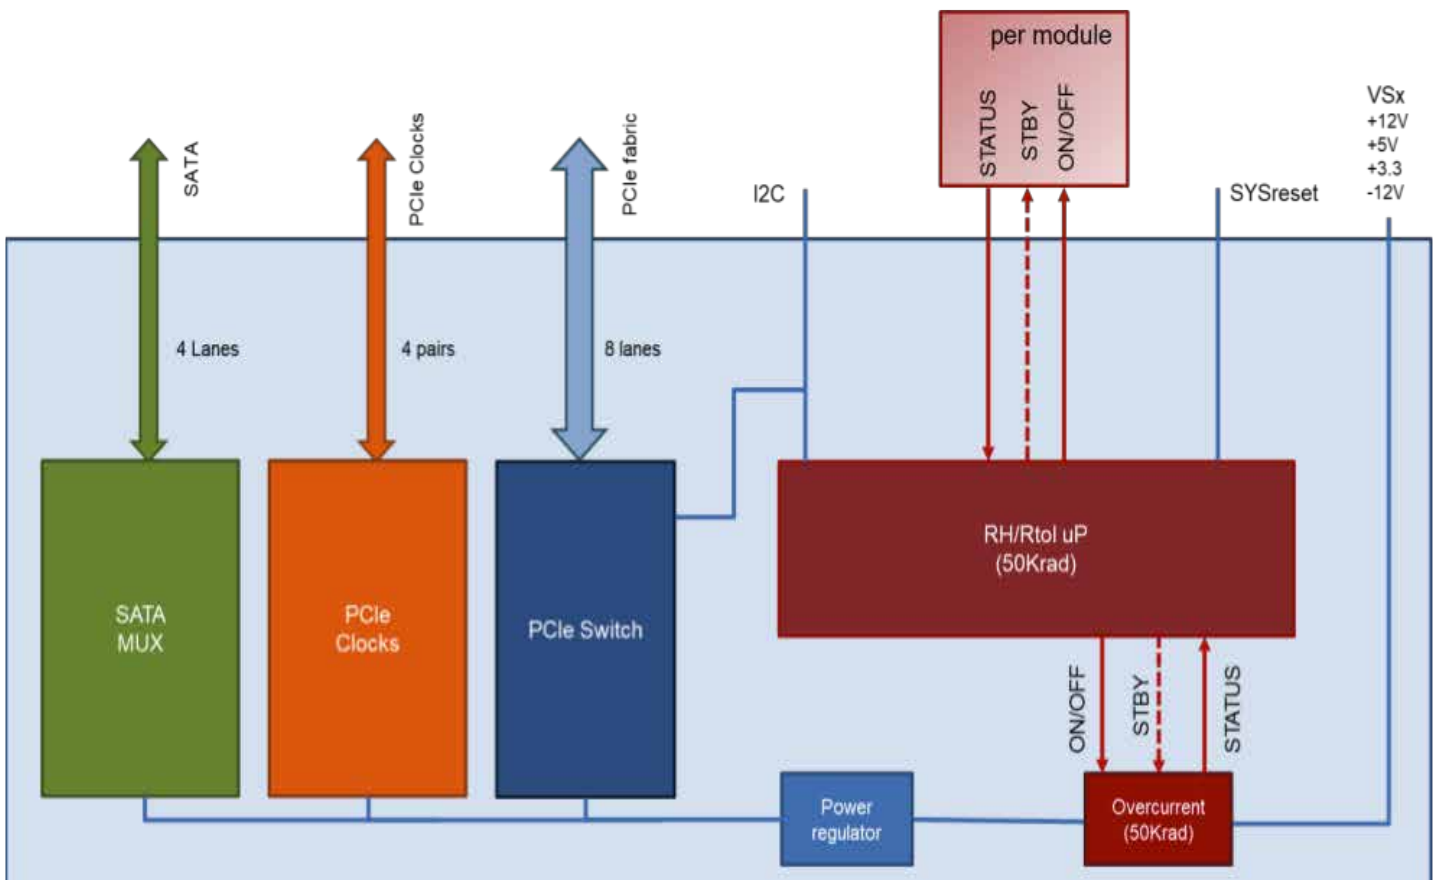 per module
STATUS
STBY
ON/OFF
VSx
+12V
+5V
+3.3
-12V
SATA
PCIe Clocks
PCIe fabric
I2C
SYSreset
4 Lanes
4 pairs
8 lanes
RH/Rtol uP
(50Krad)
SATA
MUX
PCIe
Clocks
PCIe Switch
ON/OFF
STBY
STATUS
Power
regulator
Overcurrent
(50Krad)